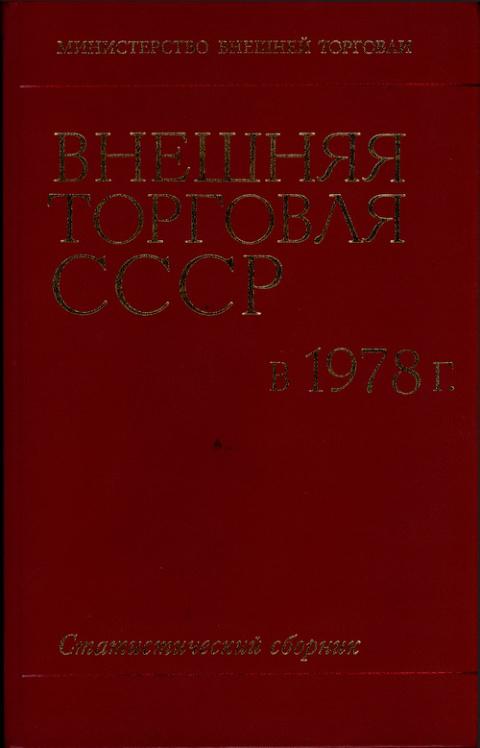 МИНИСТЕРСТВО ВНЕШНЕЙ ТОРГОВЛИ
ВНЕШНЯЯ
ТОРГОВЛЯ
СССР
в 1978 г.
Статистический сборник